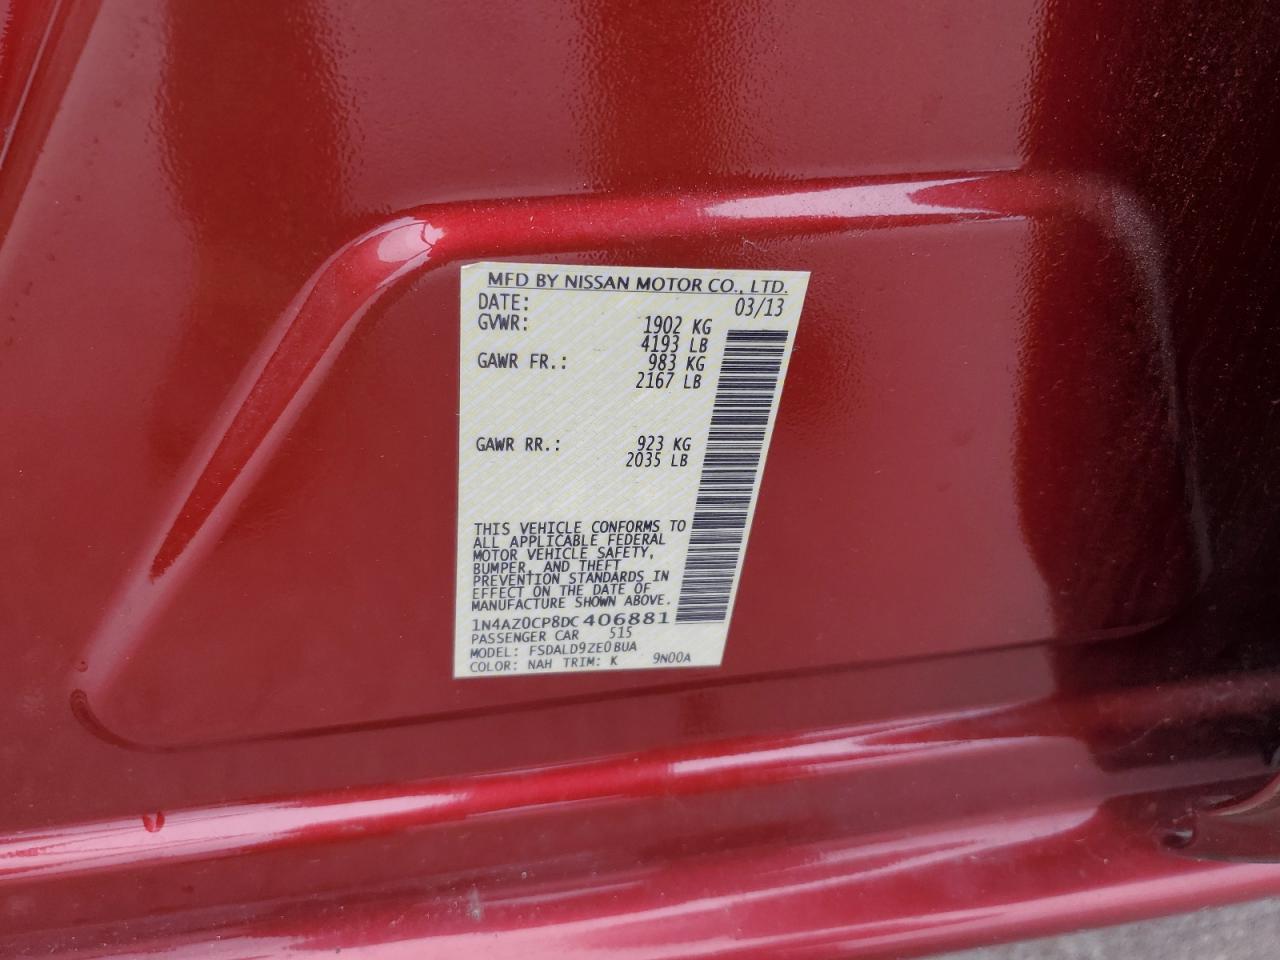 MFD BY NISSAN MOTOR CO., LTD.
DATE: 03/13
GVWR: 1902 KG
4193 LB
GAWR FR.: 983 KG
2167 LB
GAWR RR.: 923 KG
2035 LB
THIS VEHICLE CONFORMS TO
ALL APPLICABLE FEDERAL
MOTOR VEHICLE SAFETY,
BUMPER, AND THEFT
PREVENTION STANDARDS IN
EFFECT ON THE DATE OF
MANUFACTURE SHOWN ABOVE.
1N4AZ0CP8DC406881
PASSENGER CAR 515
MODEL: FSDALD9ZE0BUA
COLOR: NAH TRIM: K 9N00A